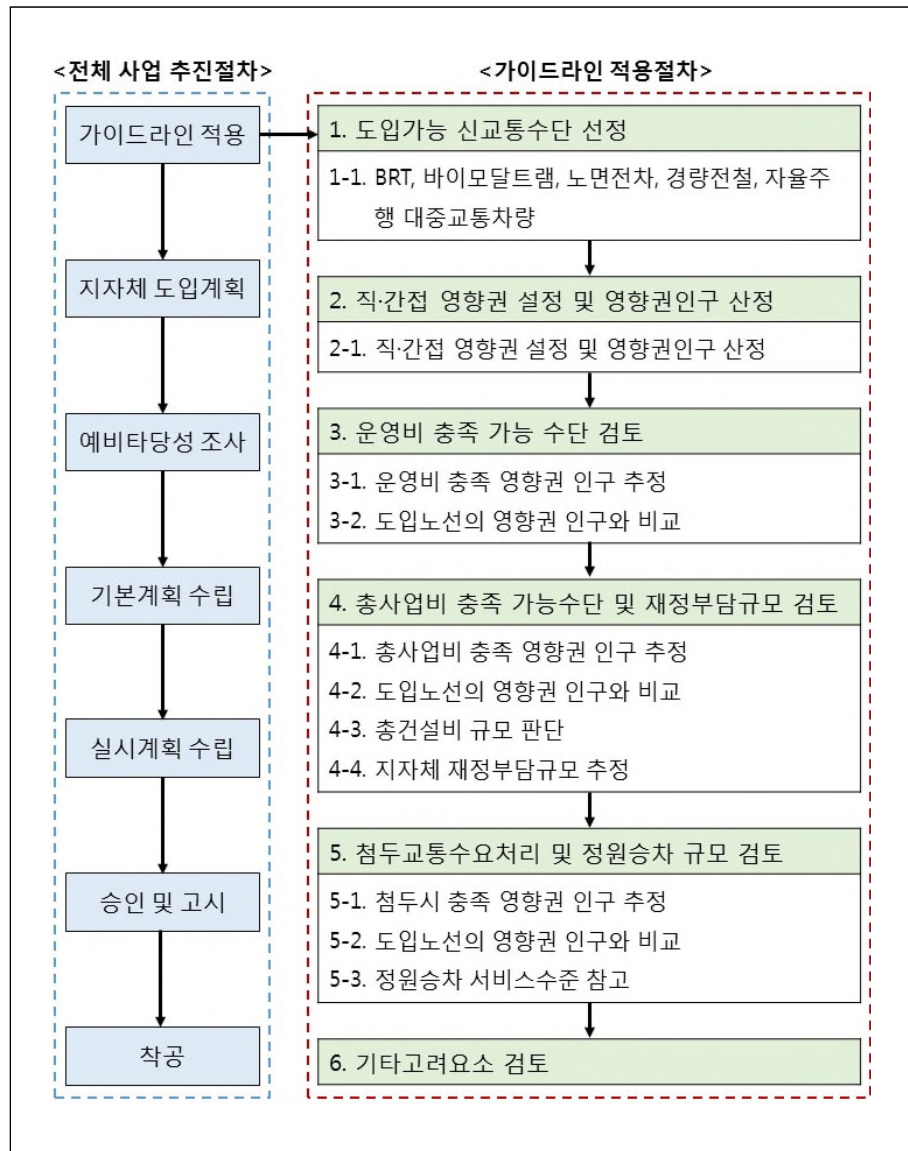 <전체 사업 추진절차>
가이드라인 적용
지자체 도입계획
예비타당성 조사
기본계획 수립
실시계획 수립
승인 및 고시
착공
<가이드라인 적용절차>
1. 도입가능 신교통수단 선정
1-1. BRT, 바이모달트램, 노면전차, 경량전철, 자율주
행 대중교통차량
2. 직·간접 영향권 설정 및 영향권인구 산정
2-1. 직·간접 영향권 설정 및 영향권인구 산정
3. 운영비 충족 가능 수단 검토
3-1. 운영비 충족 영향권 인구 추정
3-2. 도입노선의 영향권 인구와 비교
4. 총사업비 충족 가능수단 및 재정부담규모 검토
4-1. 총사업비 충족 영향권 인구 추정
4-2. 도입노선의 영향권 인구와 비교
4-3. 총건설비 규모 판단
4-4. 지자체 재정부담규모 추정
5. 첨두교통수요처리 및 정원승차 규모 검토
5-1. 첨두시 충족 영향권 인구 추정
5-2. 도입노선의 영향권 인구와 비교
5-3. 정원승차 서비스수준 참고
6. 기타고려요소 검토